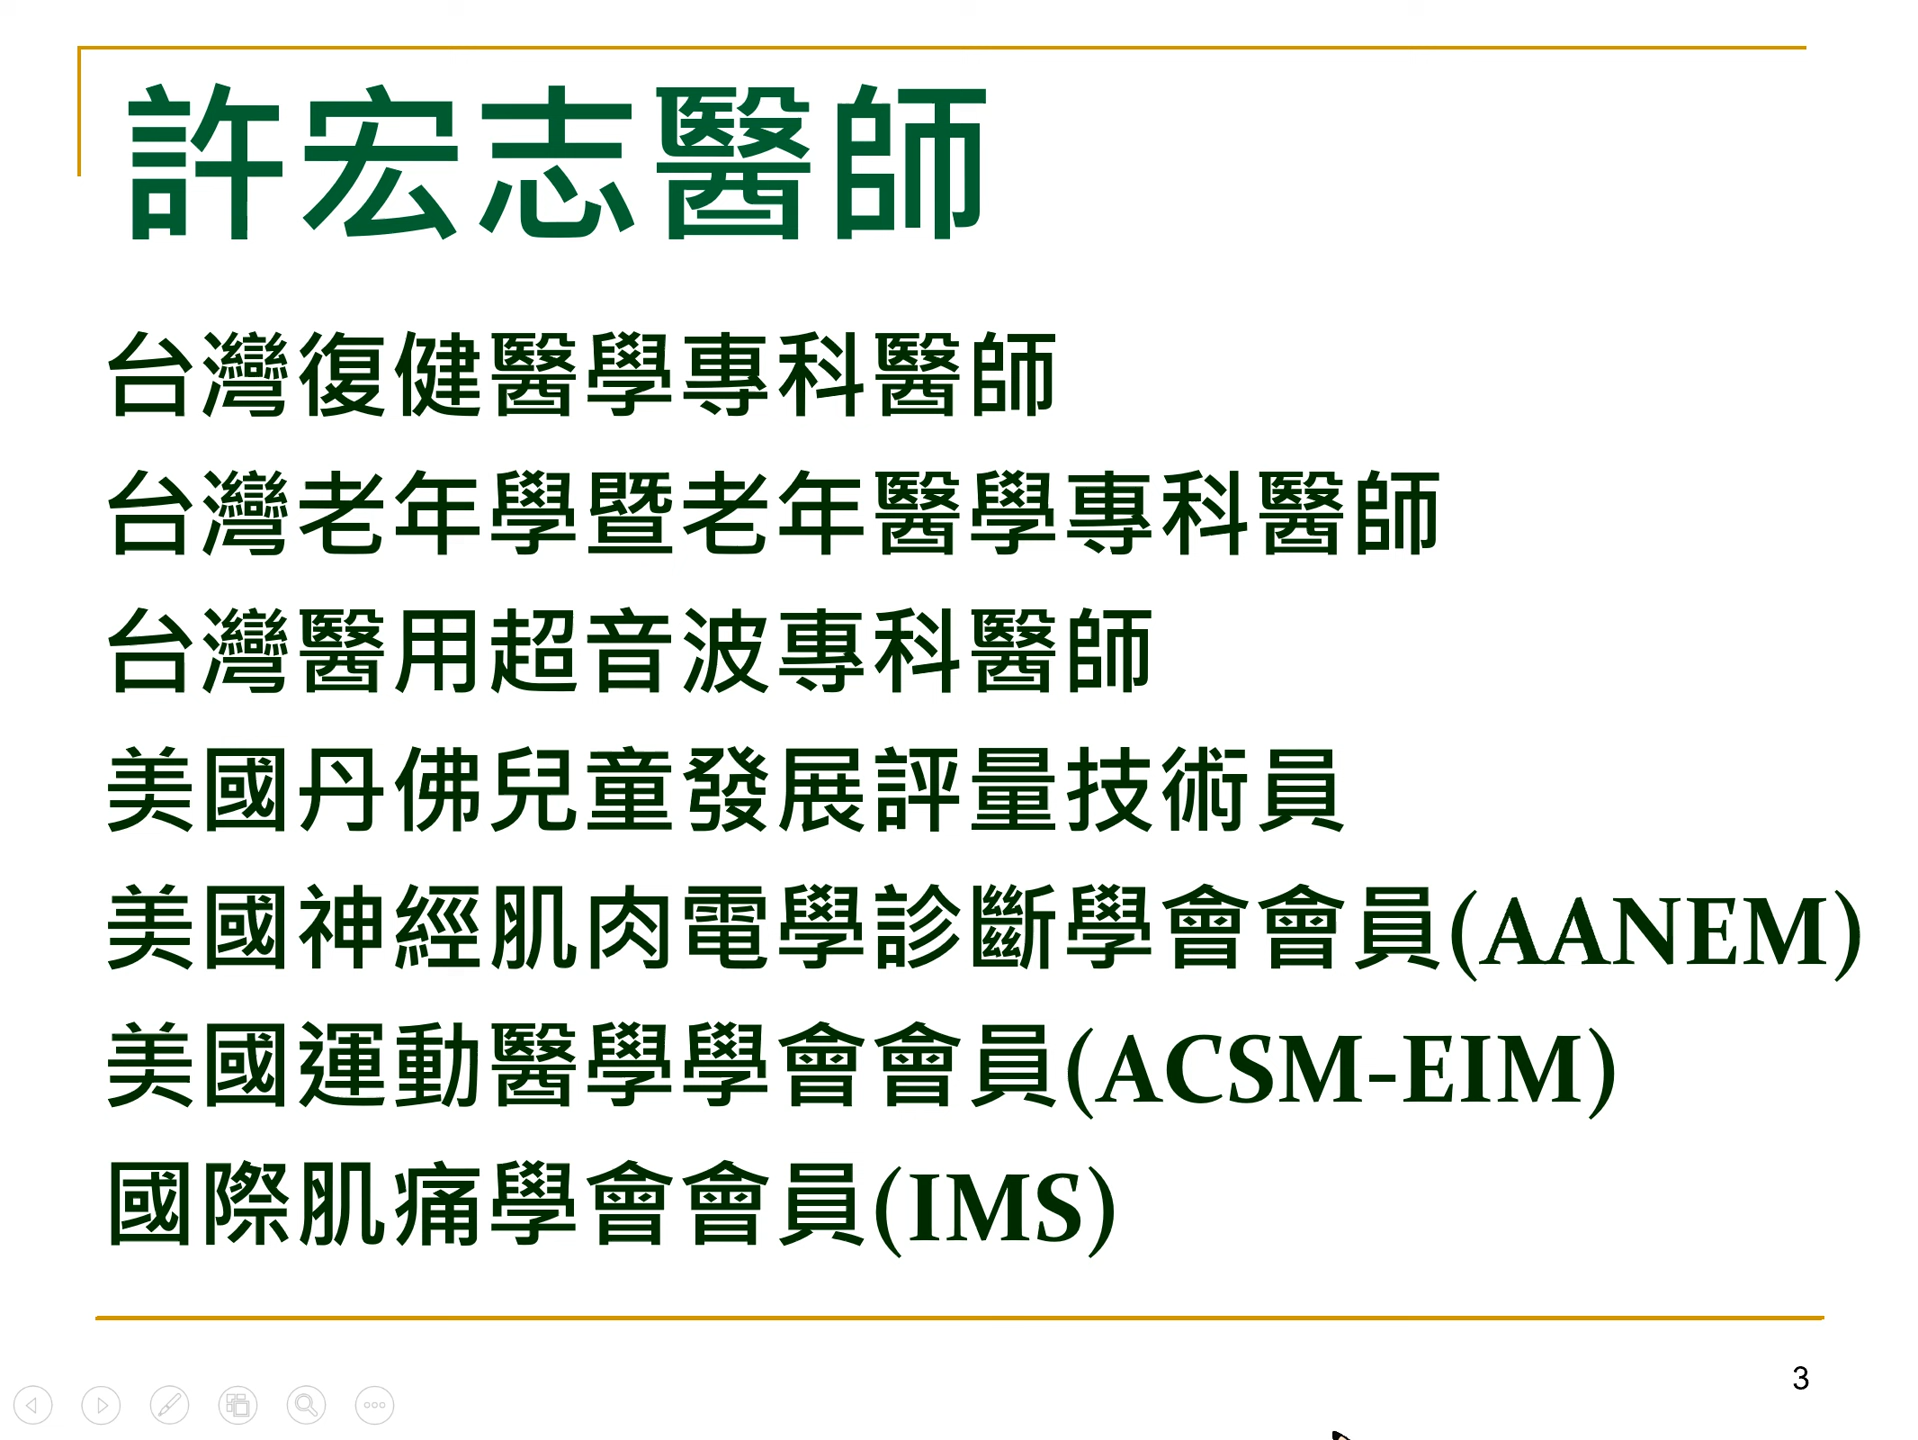 許宏志醫師
台灣復健醫學專科醫師
台灣老年學暨老年醫學專科醫師
台灣醫用超音波專科醫師
美國丹佛兒童發展評量技術員
美國神經肌肉電學診斷學會會員(AANEM)
美國運動醫學學會會員(ACSM-EIM)
國際肌痛學會會員(IMS)
3